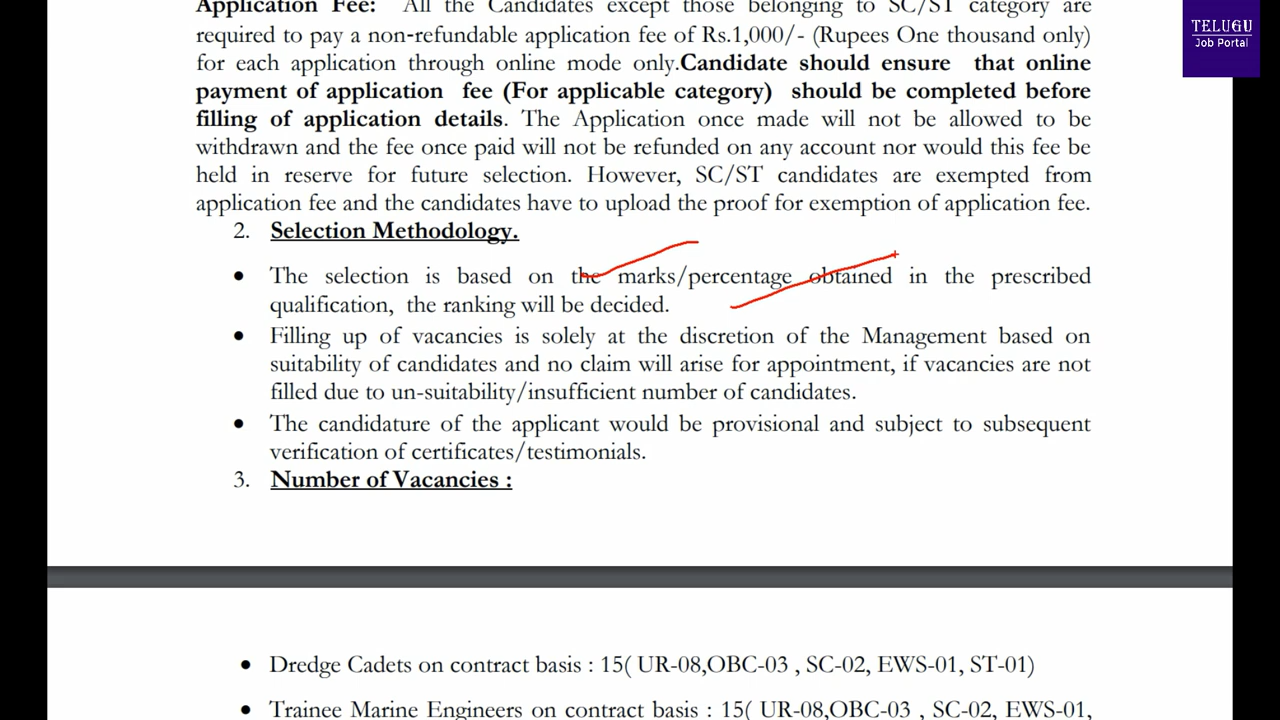 Application Fee: All the Candidates except those belonging to SC/ST category are
required to pay a non-refundable application fee of Rs.1,000/- (Rupees One thousand only)
for each application through online mode only.Candidate should ensure that online
payment of application fee (For applicable category) should be completed before
filling of application details. The Application once made will not be allowed to be
withdrawn and the fee once paid will not be refunded on any account nor would this fee be
held in reserve for future selection. However, SC/ST candidates are exempted from
application fee and the candidates have to upload the proof for exemption of application fee.
2. Selection Methodology.
• The selection is based on the marks/percentage obtained in the prescribed
qualification, the ranking will be decided.
• Filling up of vacancies is solely at the discretion of the Management based on
suitability of candidates and no claim will arise for appointment, if vacancies are not
filled due to un-suitability/insufficient number of candidates.
• The candidature of the applicant would be provisional and subject to subsequent
verification of certificates/testimonials.
3. Number of Vacancies :
• Dredge Cadets on contract basis : 15( UR-08,OBC-03 , SC-02, EWS-01, ST-01)
• Trainee Marine Engineers on contract basis : 15( UR-08,OBC-03 , SC-02, EWS-01,
TELUGU
Job Portal